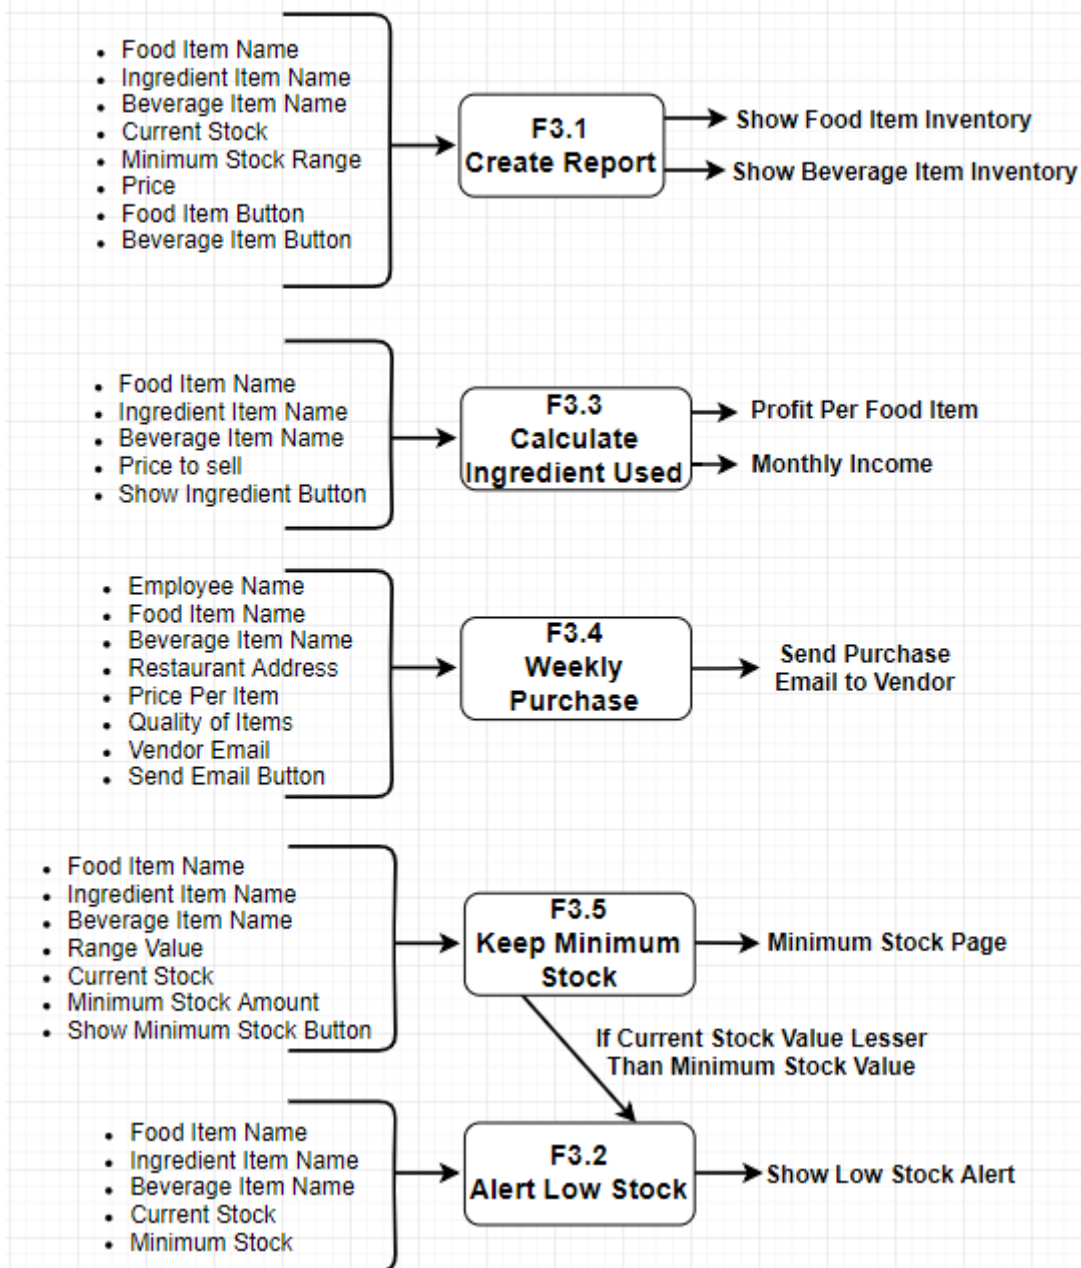 Food Item Name
Ingredient Item Name
Beverage Item Name
Current Stock
Minimum Stock Range
Price
Food Item Button
Beverage Item Button
F3.1
Create Report
Show Food Item Inventory
Show Beverage Item Inventory
Food Item Name
Ingredient Item Name
Beverage Item Name
Price to sell
Show Ingredient Button
F3.3
Calculate
Ingredient Used
Profit Per Food Item
Monthly Income
Employee Name
Food Item Name
Beverage Item Name
Restaurant Address
Price Per Item
Quality of Items
Vendor Email
Send Email Button
F3.4
Weekly
Purchase
Send Purchase
Email to Vendor
Food Item Name
Ingredient Item Name
Beverage Item Name
Range Value
Current Stock
Minimum Stock Amount
Show Minimum Stock Button
F3.5
Keep Minimum
Stock
Minimum Stock Page
If Current Stock Value Lesser
Than Minimum Stock Value
Food Item Name
Ingredient Item Name
Beverage Item Name
Current Stock
Minimum Stock
F3.2
Alert Low Stock
Show Low Stock Alert